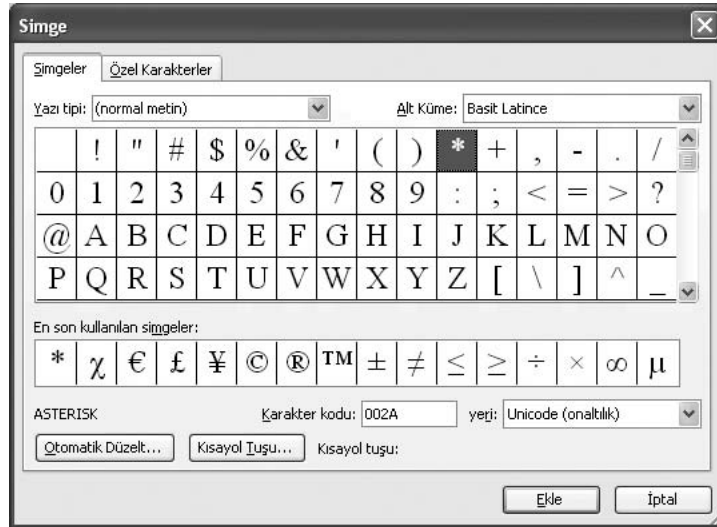 Simge
Simgeler Özel Karakterler
Yazı tipi: (normal metin) Alt Küme: Basit Latince
! " # $ % & ' ( ) * + , - . /
0 1 2 3 4 5 6 7 8 9 : ; < = > ?
@ A B C D E F G H I J K L M N O
P Q R S T U V W X Y Z [ \ ] ^ _
En son kullanılan simgeler:
* χ € £ ¥ © ® ™ ± ≠ ≤ ≥ ÷ × ∞ µ
ASTERISK Karakter kodu: 002A yeri: Unicode (onaltılık)
Otomatik Düzelt... Kısayol Tuşu... Kısayol tuşu:
Ekle İptal